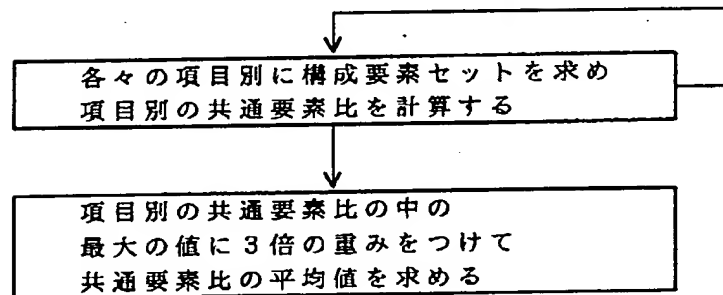 各々の項目別に構成要素セットを求め
項目別の共通要素比を計算する
項目別の共通要素比の中の
最大の値に3倍の重みをつけて
共通要素比の平均値を求める